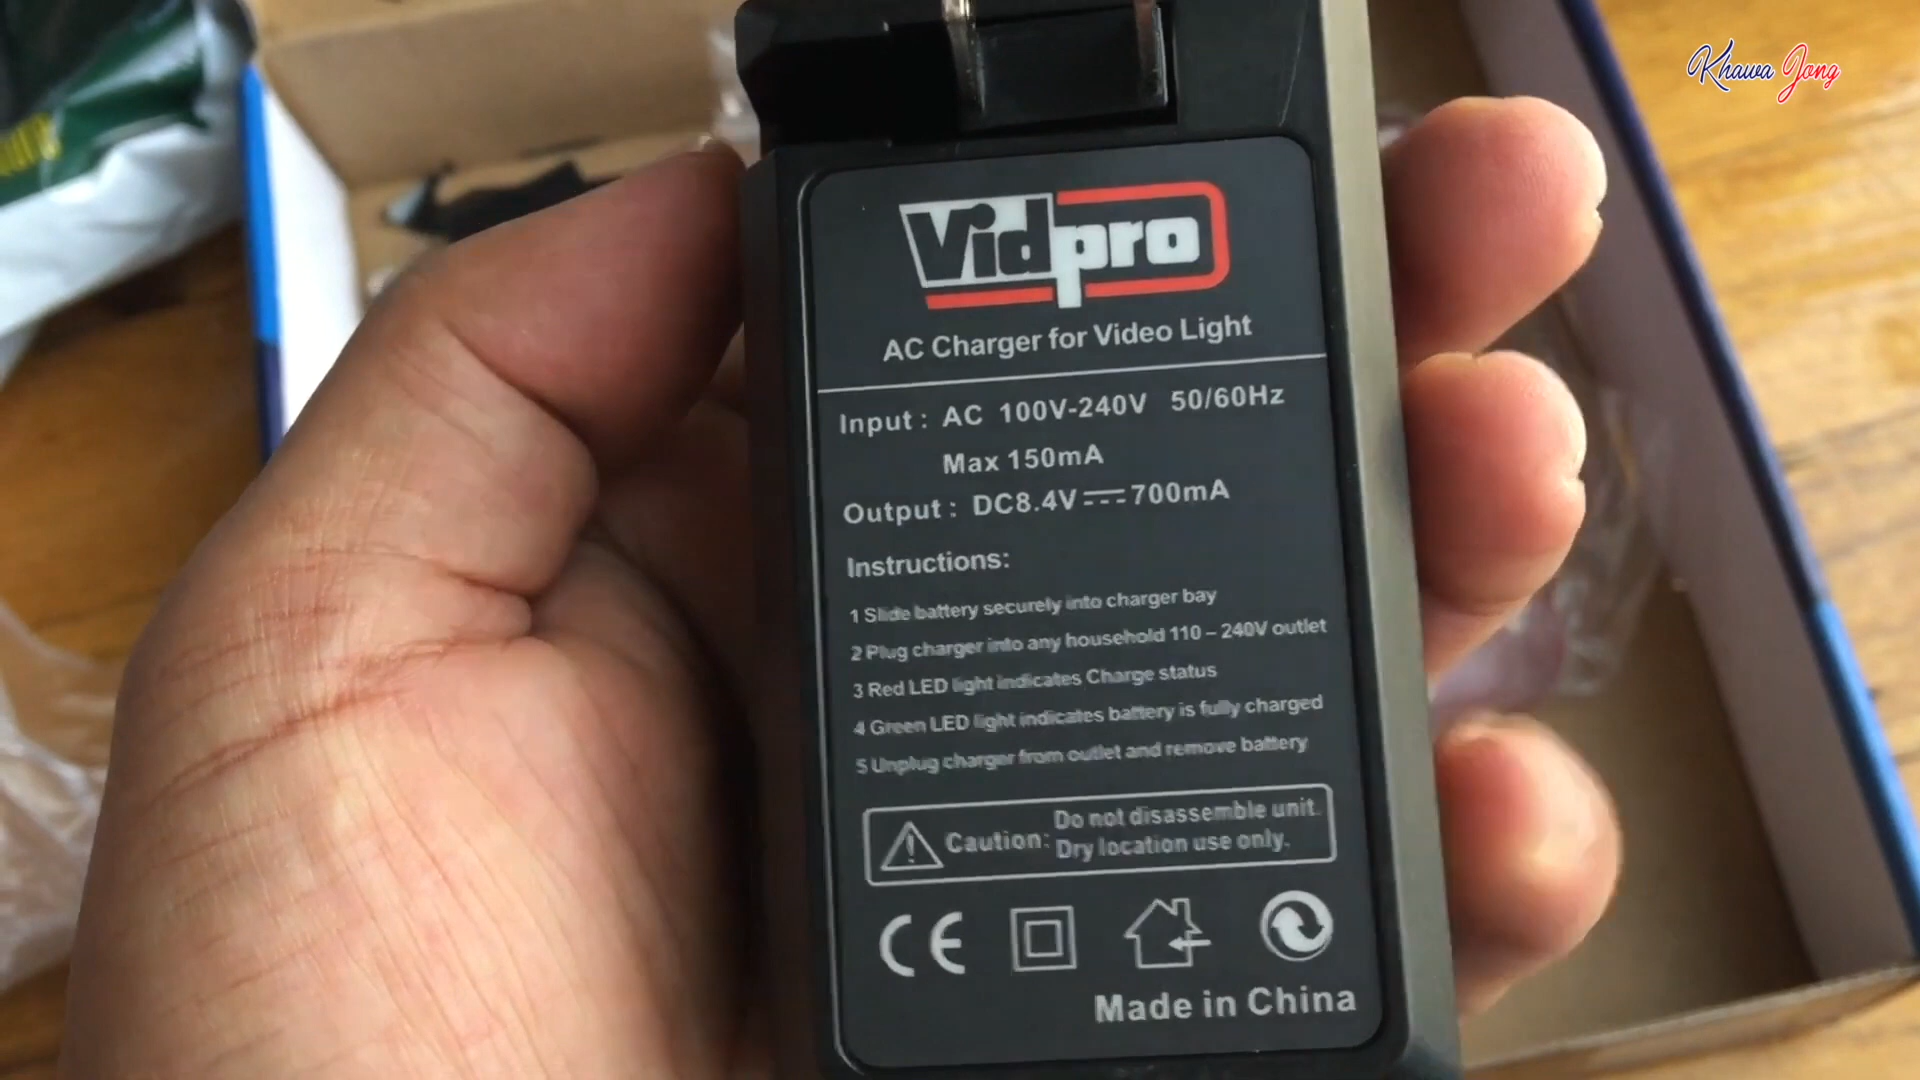 Khawa Jong
Vidpro
AC Charger for Video Light
Input : AC 100V-240V 50/60Hz
Max 150mA
Output : DC8.4V⎓700mA
Instructions:
1 Slide battery securely into charger bay
2 Plug charger into any household 110 – 240V outlet
3 Red LED light indicates Charge status
4 Green LED light indicates battery is fully charged
5 Unplug charger from outlet and remove battery
Caution: Do not disassemble unit.
Dry location use only.
CE
Made in China